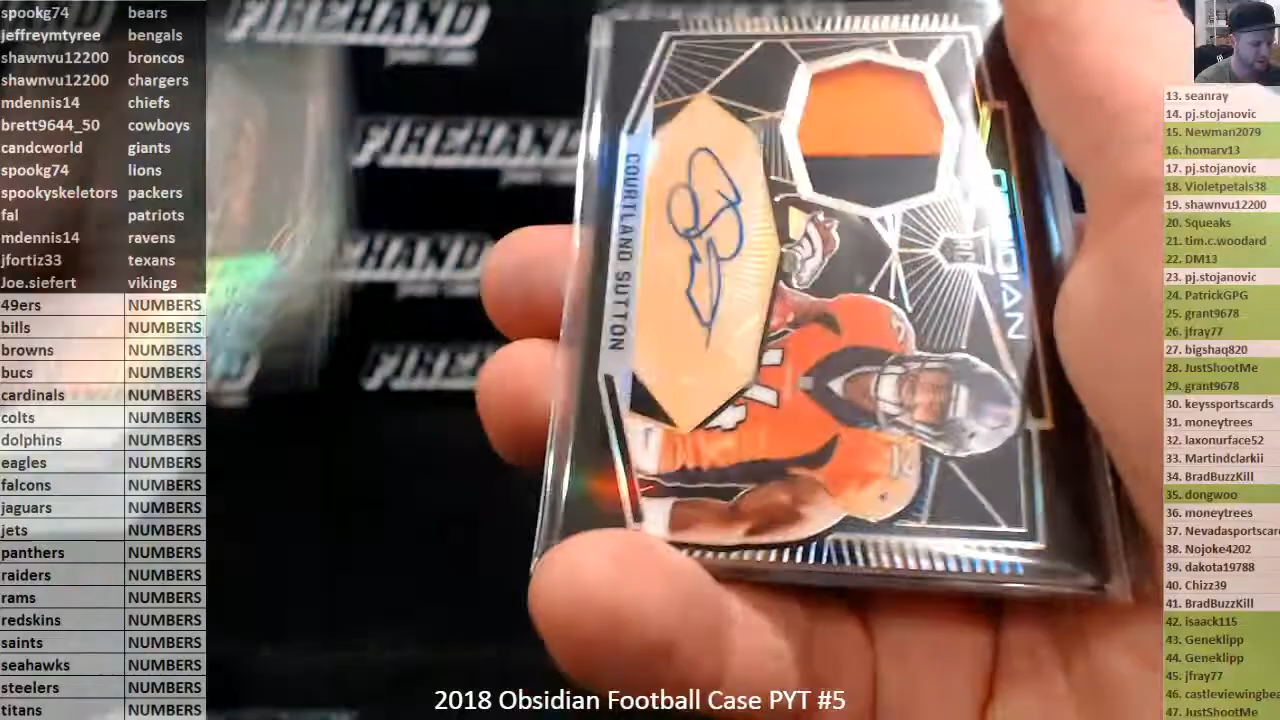 spookg74 bears
jeffreymtyree bengals
shawnvu12200 broncos
shawnvu12200 chargers
mdennis14 chiefs
brett9644_50 cowboys
candcworld giants
spookg74 lions
spookyskeletors packers
fal patriots
mdennis14 ravens
jfortiz33 texans
Joe.siefert vikings
49ers NUMBERS
bills NUMBERS
browns NUMBERS
bucs NUMBERS
cardinals NUMBERS
colts NUMBERS
dolphins NUMBERS
eagles NUMBERS
falcons NUMBERS
jaguars NUMBERS
jets NUMBERS
panthers NUMBERS
raiders NUMBERS
rams NUMBERS
redskins NUMBERS
saints NUMBERS
seahawks NUMBERS
steelers NUMBERS
titans NUMBERS
FIREHAND
FIREHAND
FIREHAND
COURTLAND SUTTON
2018 Obsidian Football Case PYT #5
13. seanray
14. pj.stojanovic
15. Newman2079
16. homarv13
17. pj.stojanovic
18. Violetpetals38
19. shawnvu12200
20. Squeaks
21. tim.c.woodard
22. DM13
23. pj.stojanovic
24. PatrickGPG
25. grant9678
26. jfray77
27. bigshaq820
28. JustShootMe
29. grant9678
30. keyssportscards
31. moneytrees
32. laxonurface52
33. Martindclarkii
34. BradBuzzKill
35. dongwoo
36. moneytrees
37. Nevadasportscar
38. Nojoke4202
39. dakota19788
40. Chizz39
41. BradBuzzKill
42. isaack115
43. Geneklipp
44. Geneklipp
45. jfray77
46. castleviewingbea
47. JustShootMe